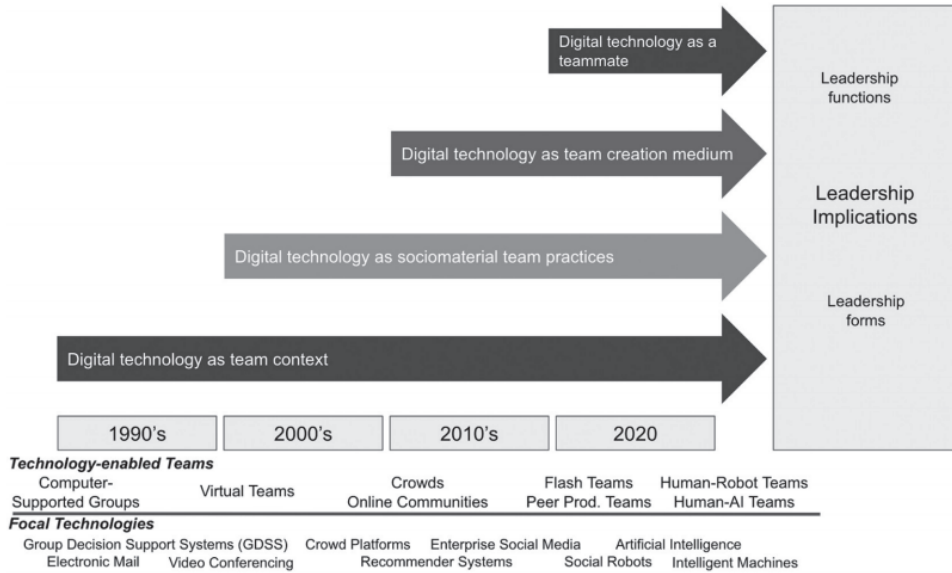 Digital technology as a
teammate
Leadership
functions
Digital technology as team creation medium
Leadership
Implications
Digital technology as sociomaterial team practices
Leadership
forms
Digital technology as team context
1990's 2000's 2010's 2020
Technology-enabled Teams
Computer-
Supported Groups
Virtual Teams
Crowds
Online Communities
Flash Teams
Peer Prod. Teams
Human-Robot Teams
Human-AI Teams
Focal Technologies
Group Decision Support Systems (GDSS) Crowd Platforms Enterprise Social Media Artificial Intelligence
Electronic Mail Video Conferencing Recommender Systems Social Robots Intelligent Machines